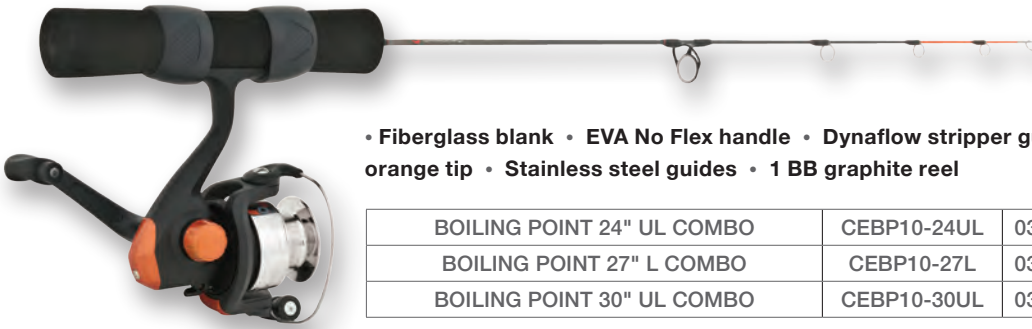 • Fiberglass blank • EVA No Flex handle • Dynaflow stripper
orange tip • Stainless steel guides • 1 BB graphite reel
BOILING POINT 24" UL COMBO CEBP10-24UL
BOILING POINT 27" L COMBO CEBP10-27L
BOILING POINT 30" UL COMBO CEBP10-30UL